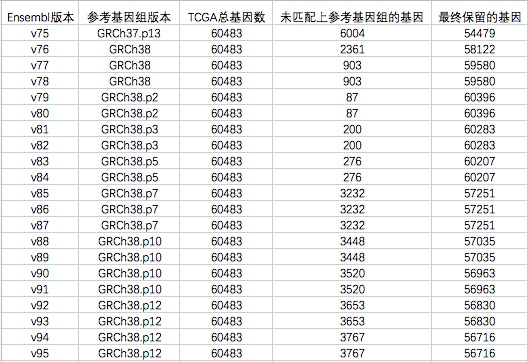 Ensembl版本 参考基因组版本 TCGA总基因数 未匹配上参考基因组的基因 最终保留的基因
v75 GRCh37.p13 60483 6004 54479
v76 GRCh38 60483 2361 58122
v77 GRCh38 60483 903 59580
v78 GRCh38 60483 903 59580
v79 GRCh38.p2 60483 87 60396
v80 GRCh38.p2 60483 87 60396
v81 GRCh38.p3 60483 200 60283
v82 GRCh38.p3 60483 200 60283
v83 GRCh38.p5 60483 276 60207
v84 GRCh38.p5 60483 276 60207
v85 GRCh38.p7 60483 3232 57251
v86 GRCh38.p7 60483 3232 57251
v87 GRCh38.p7 60483 3232 57251
v88 GRCh38.p10 60483 3448 57035
v89 GRCh38.p10 60483 3448 57035
v90 GRCh38.p10 60483 3520 56963
v91 GRCh38.p10 60483 3520 56963
v92 GRCh38.p12 60483 3653 56830
v93 GRCh38.p12 60483 3653 56830
v94 GRCh38.p12 60483 3767 56716
v95 GRCh38.p12 60483 3767 56716